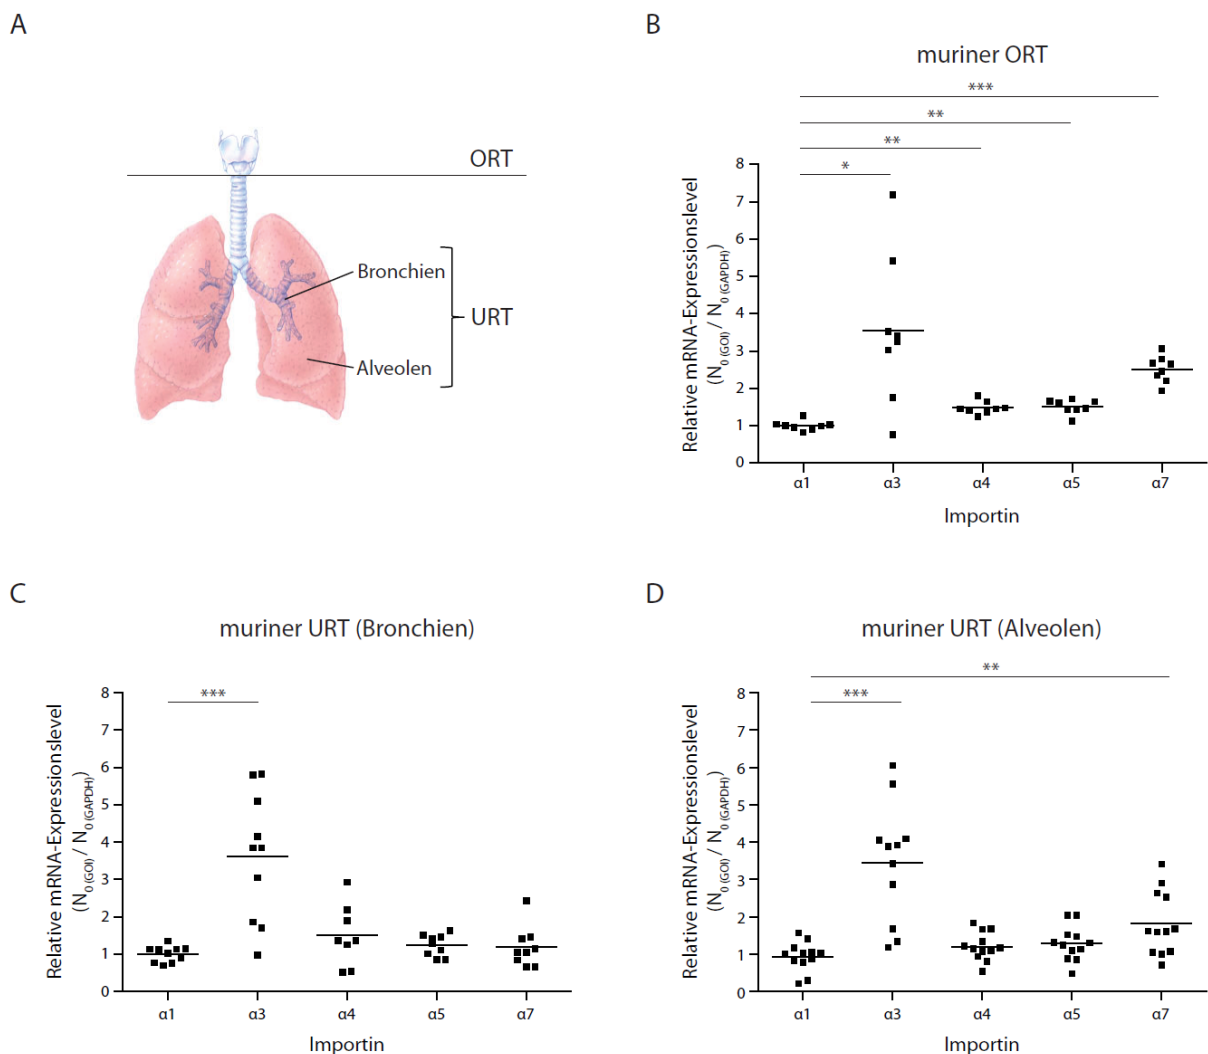 A
ORT
Bronchien
URT
Alveolen
B
muriner ORT
***
**
**
*
Relative mRNA-Expressionslevel
(N₀ (GOI) / N₀ (GAPDH))
8
7
6
5
4
3
2
1
0
α1 α3 α4 α5 α7
Importin
C
muriner URT (Bronchien)
***
Relative mRNA-Expressionslevel
(N₀ (GOI) / N₀ (GAPDH))
8
7
6
5
4
3
2
1
0
α1 α3 α4 α5 α7
Importin
D
muriner URT (Alveolen)
**
***
Relative mRNA-Expressionslevel
(N₀ (GOI) / N₀ (GAPDH))
8
7
6
5
4
3
2
1
0
α1 α3 α4 α5 α7
Importin